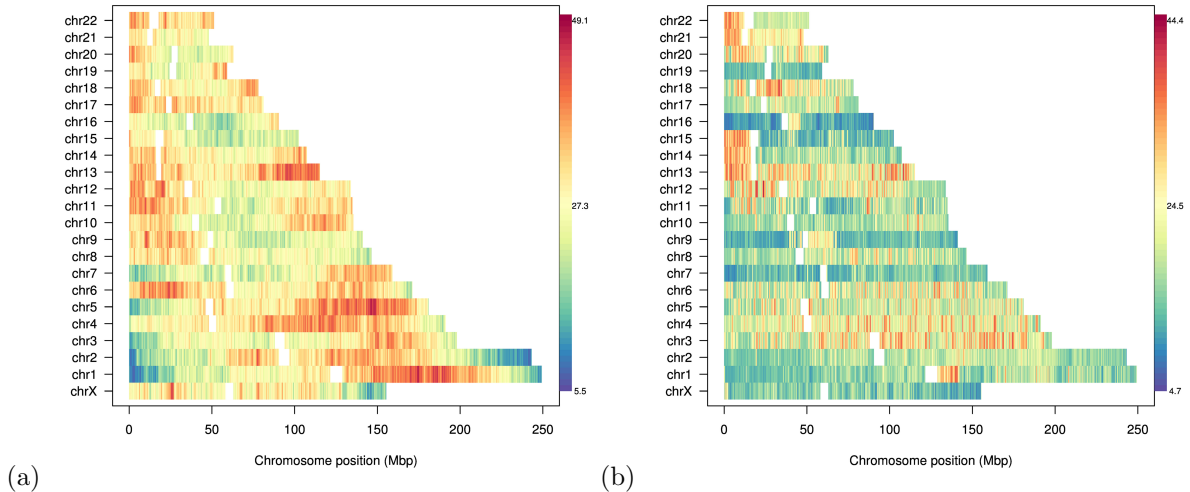 chr22
chr21
chr20
chr19
chr18
chr17
chr16
chr15
chr14
chr13
chr12
chr11
chr10
chr9
chr8
chr7
chr6
chr5
chr4
chr3
chr2
chr1
chrX
0 50 100 150 200 250
Chromosome position (Mbp)
49.1
27.3
5.5
(a)
chr22
chr21
chr20
chr19
chr18
chr17
chr16
chr15
chr14
chr13
chr12
chr11
chr10
chr9
chr8
chr7
chr6
chr5
chr4
chr3
chr2
chr1
chrX
0 50 100 150 200 250
Chromosome position (Mbp)
44.4
24.5
4.7
(b)